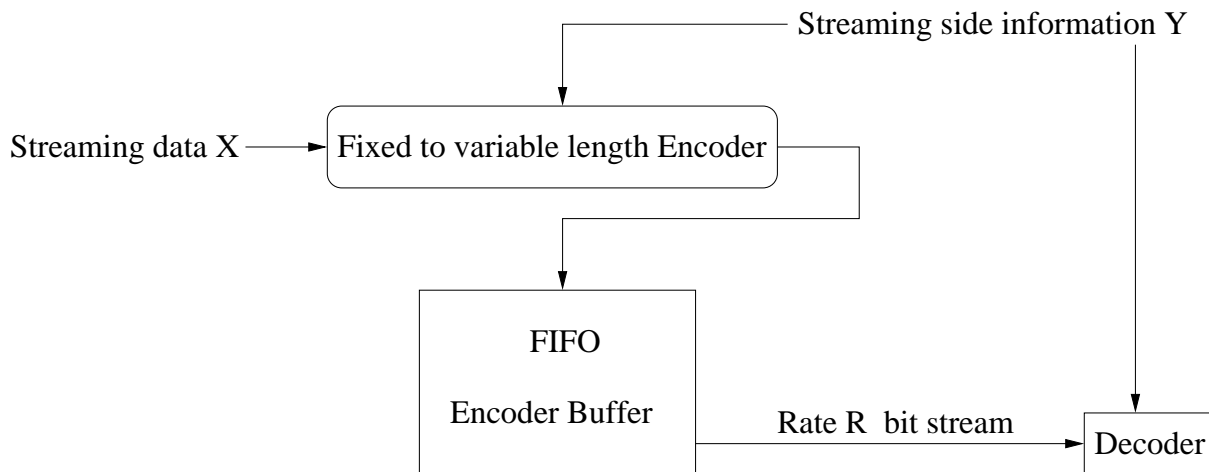 Streaming side information Y
Streaming data X
Fixed to variable length Encoder
FIFO
Encoder Buffer
Rate R bit stream
Decoder